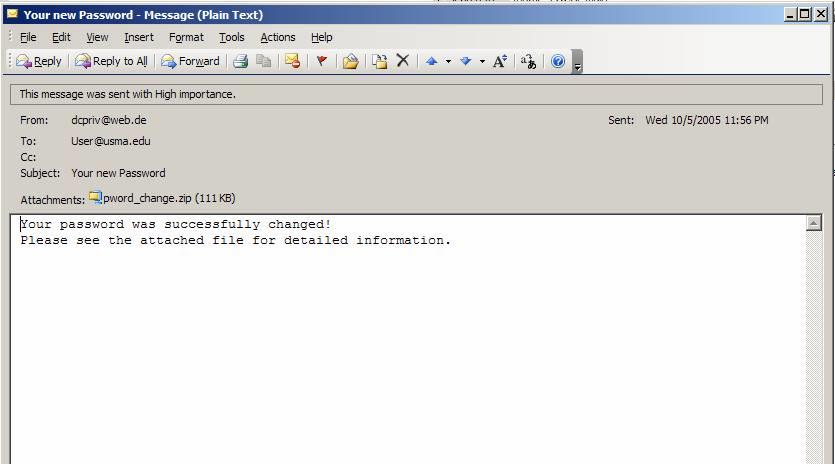 Your new Password - Message (Plain Text)
File Edit View Insert Format Tools Actions Help
Reply Reply to All Forward
This message was sent with High importance.
From: dcpriv@web.de Sent: Wed 10/5/2005 11:56 PM
To: User@usma.edu
Cc:
Subject: Your new Password
Attachments: pword_change.zip (111 KB)
Your password was successfully changed!
Please see the attached file for detailed information.